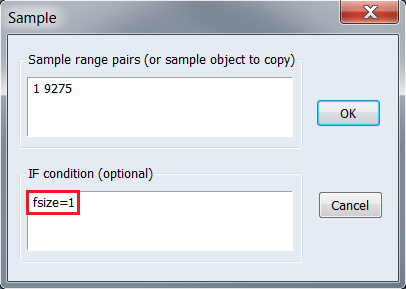 Sample
Sample range pairs (or sample object to copy)
1 9275
OK
IF condition (optional)
fsize=1
Cancel